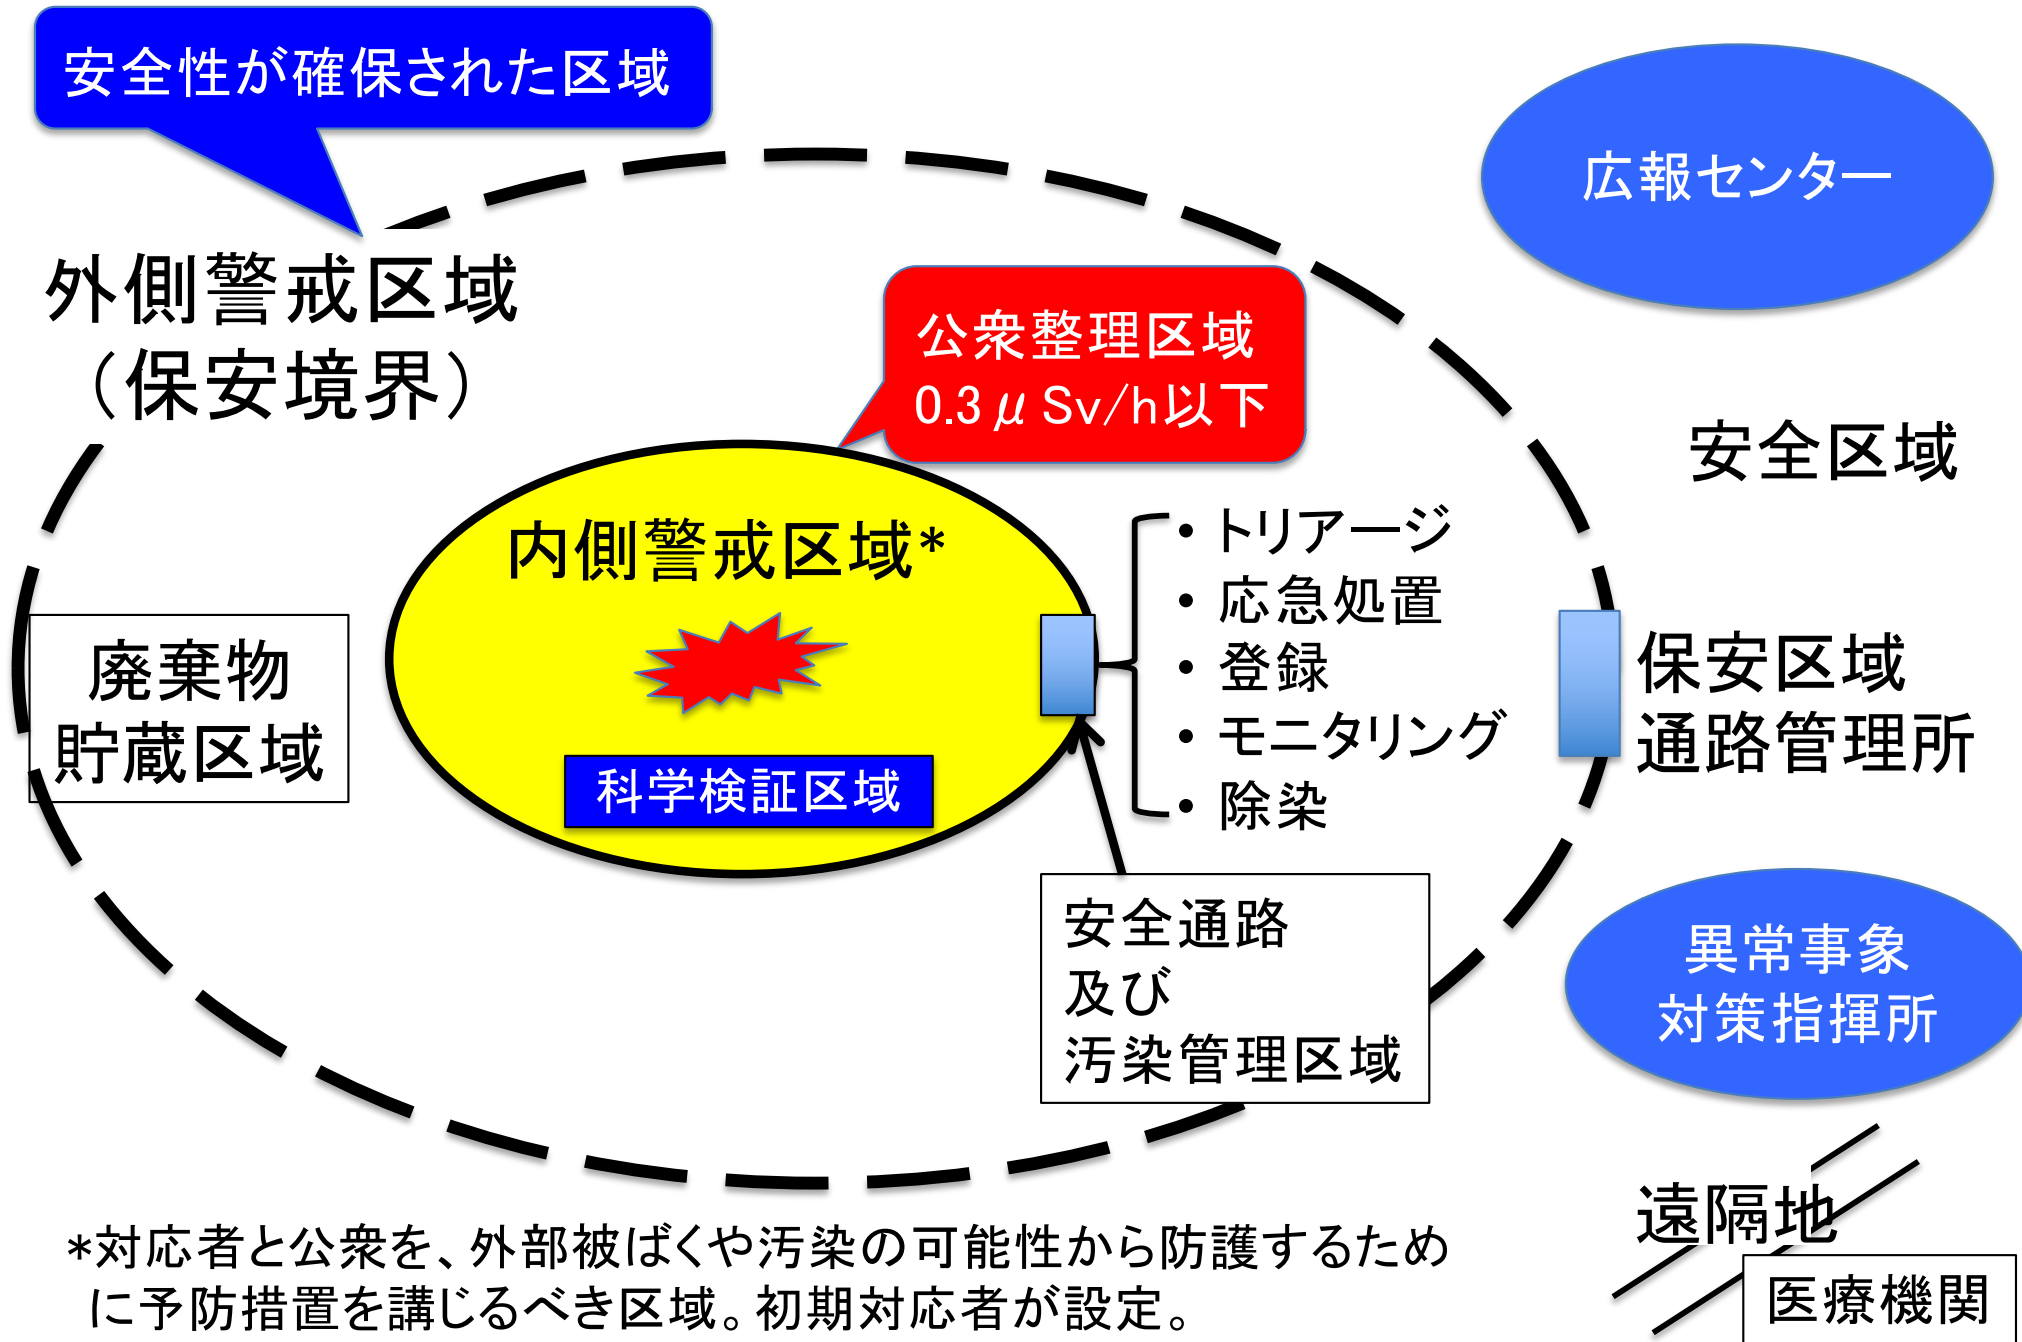 安全性が確保された区域
広報センター
外側警戒区域
（保安境界）
公衆整理区域
0.3μSv/h以下
安全区域
内側警戒区域*
・トリアージ
・応急処置
・登録
・モニタリング
・除染
廃棄物
貯蔵区域
保安区域
通路管理所
科学検証区域
安全通路
及び
汚染管理区域
異常事象
対策指揮所
遠隔地
医療機関
*対応者と公衆を、外部被ばくや汚染の可能性から防護するため
に予防措置を講じるべき区域。初期対応者が設定。